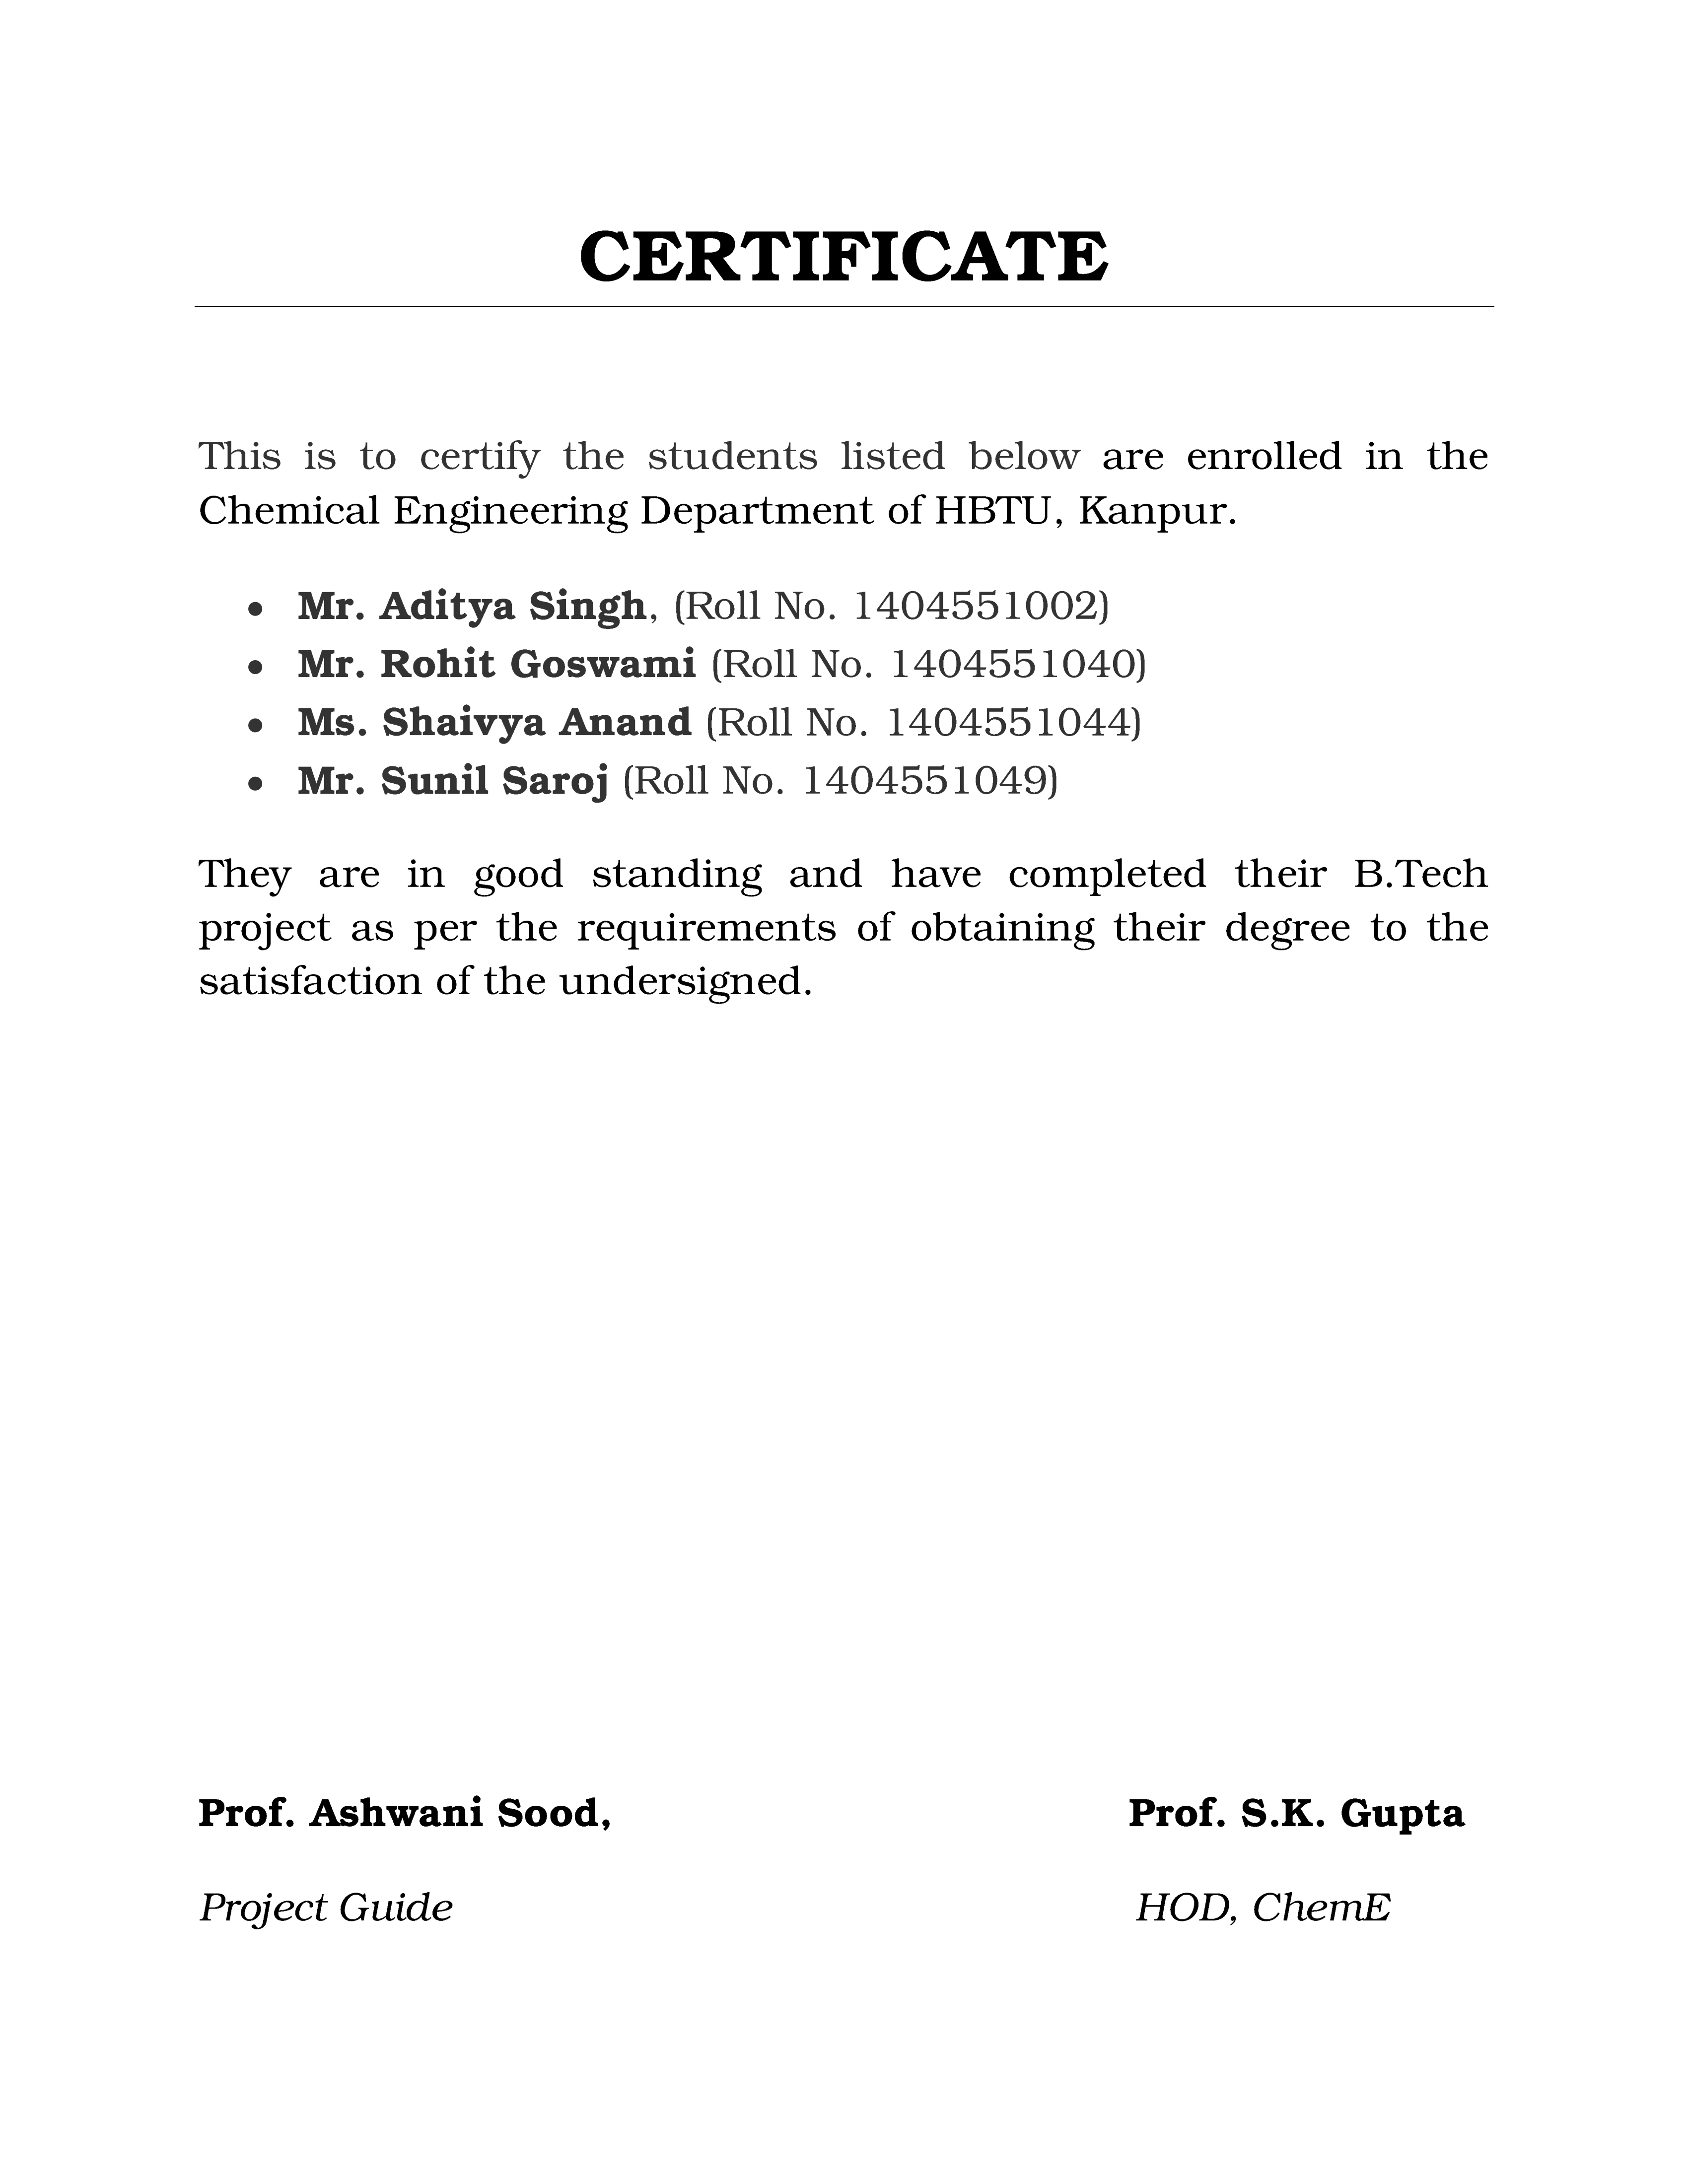 CERTIFICATE
This is to certify the students listed below are enrolled in the
Chemical Engineering Department of HBTU, Kanpur.
• Mr. Aditya Singh, (Roll No. 1404551002)
• Mr. Rohit Goswami (Roll No. 1404551040)
• Ms. Shaivya Anand (Roll No. 1404551044)
• Mr. Sunil Saroj (Roll No. 1404551049)
They are in good standing and have completed their B.Tech
project as per the requirements of obtaining their degree to the
satisfaction of the undersigned.
Prof. Ashwani Sood, Prof. S.K. Gupta
Project Guide HOD, ChemE